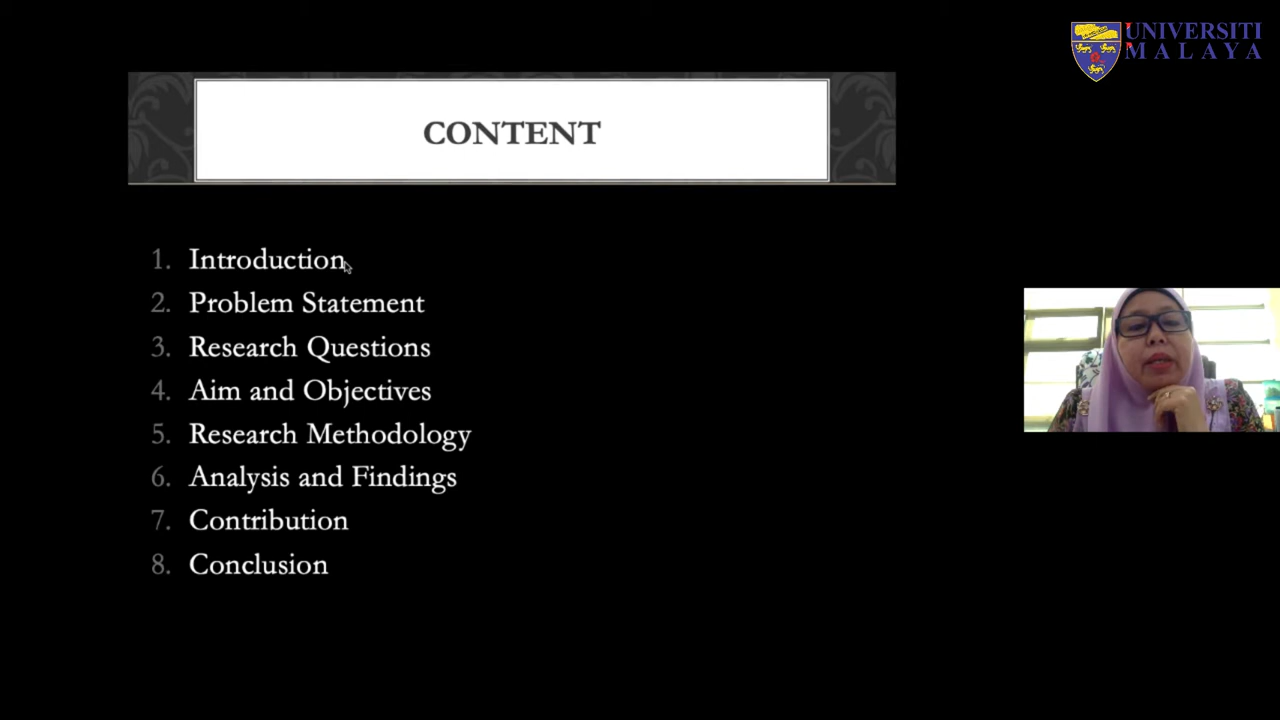 UNIVERSITI
MALAYA
CONTENT
1. Introduction
2. Problem Statement
3. Research Questions
4. Aim and Objectives
5. Research Methodology
6. Analysis and Findings
7. Contribution
8. Conclusion